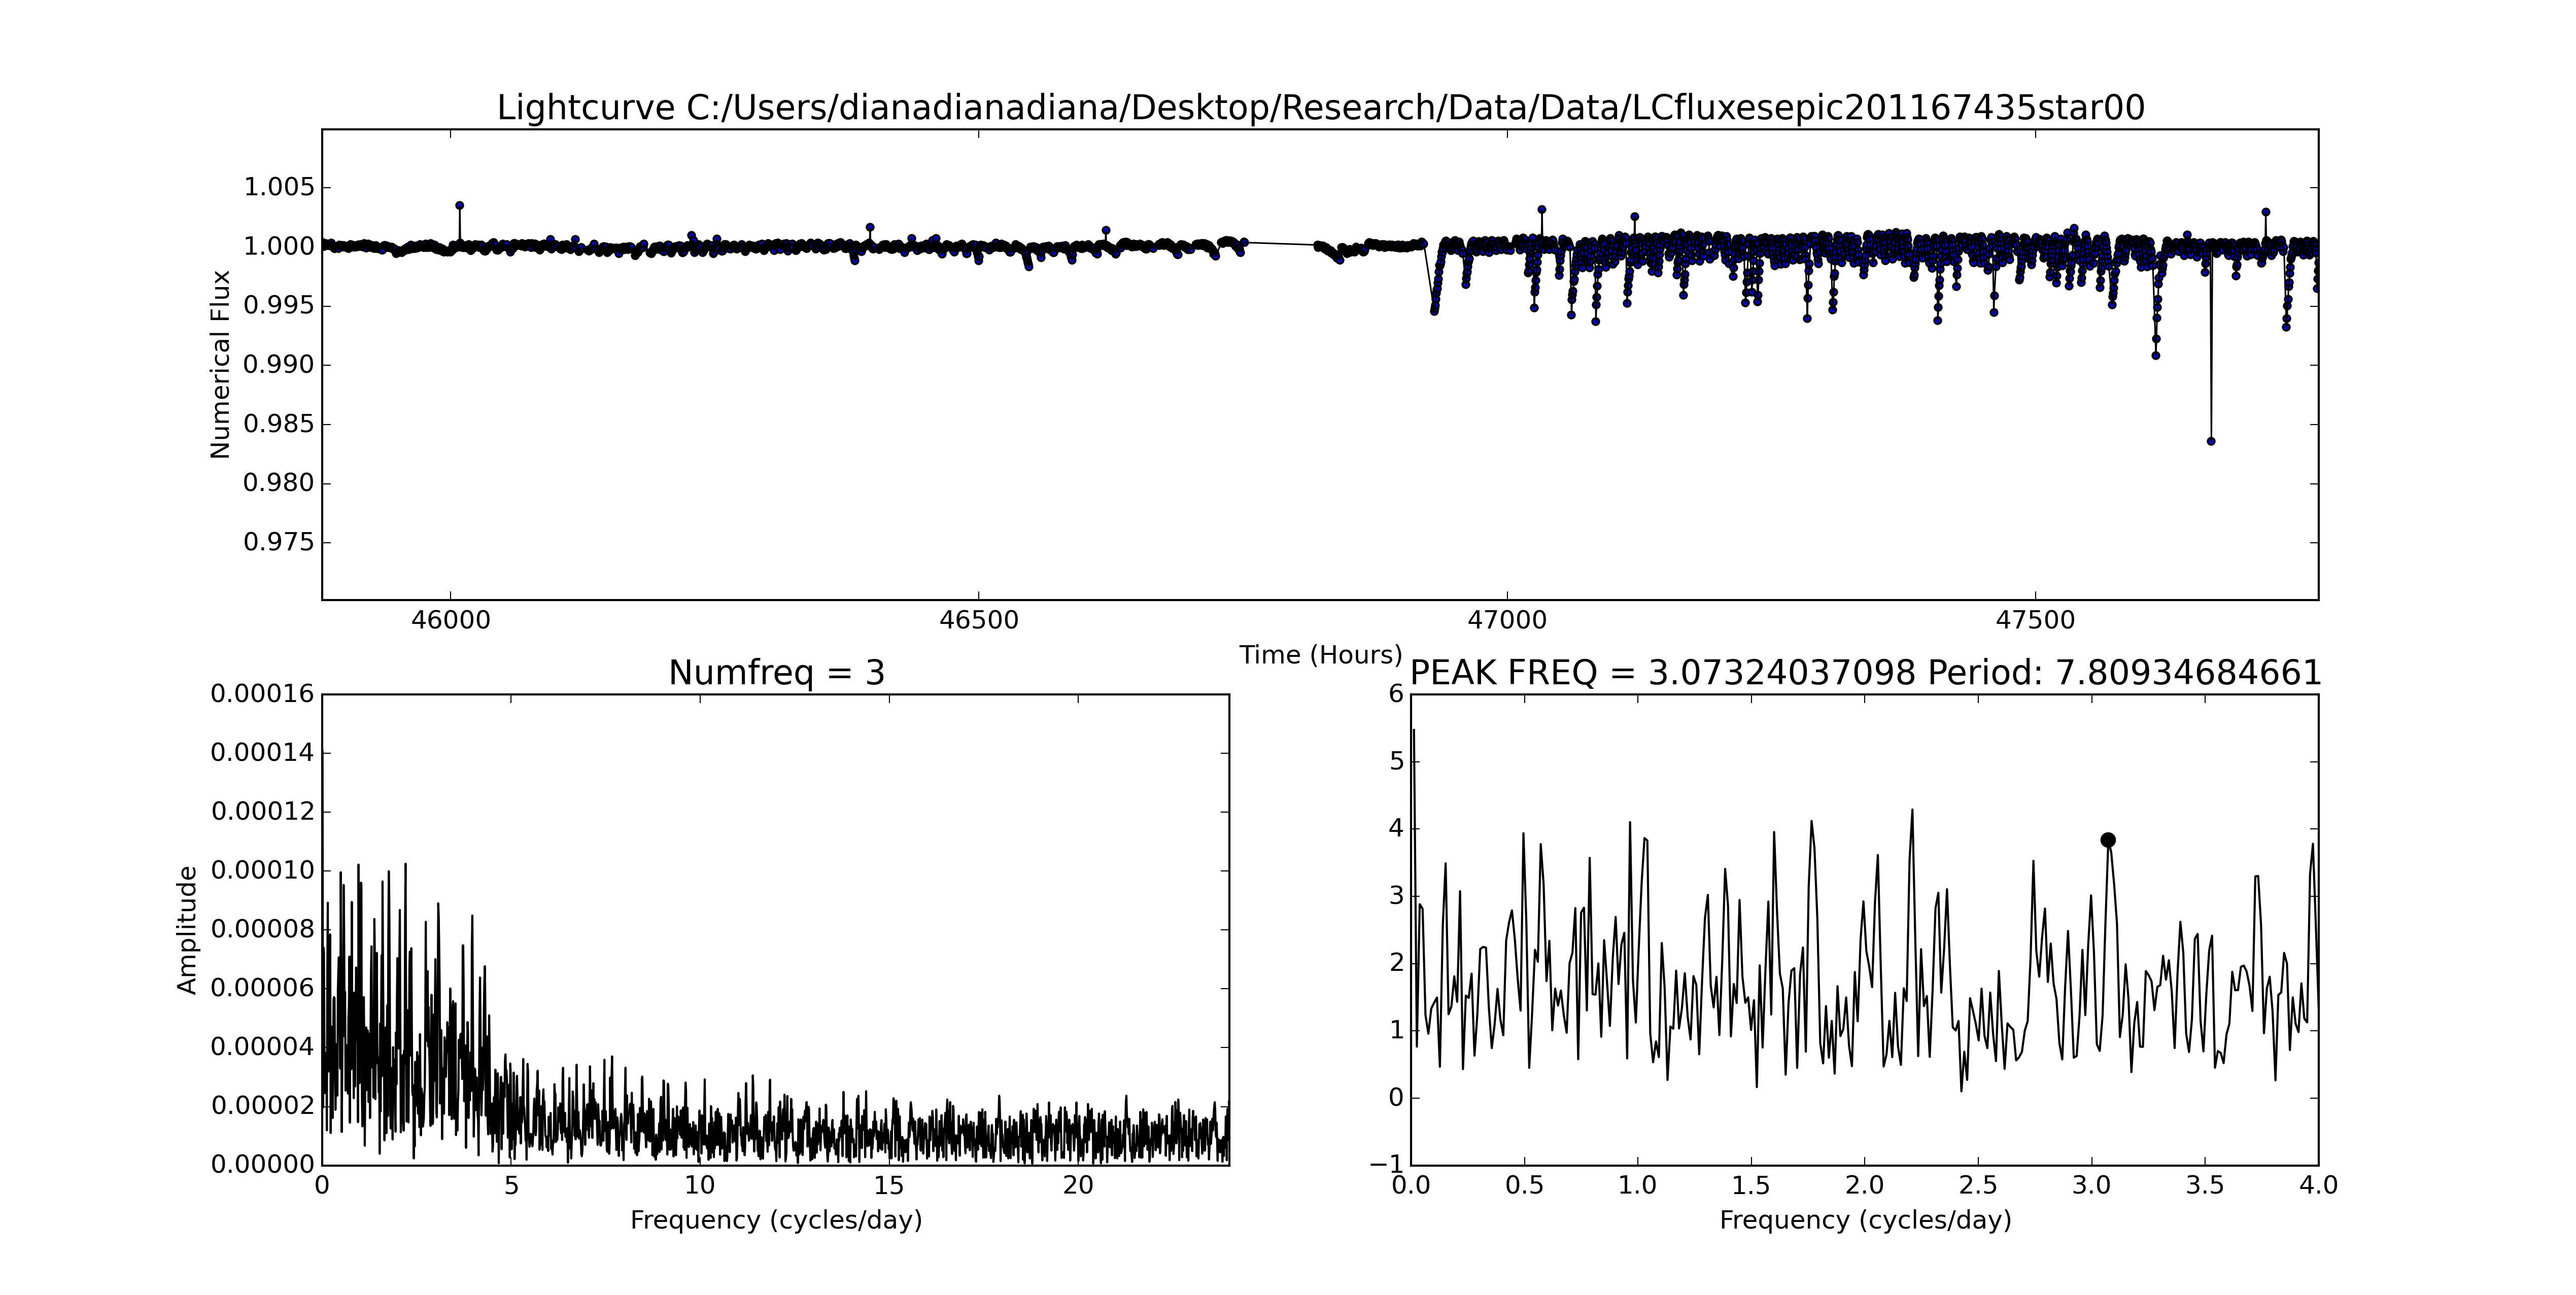 Lightcurve C:/Users/dianadianadiana/Desktop/Research/Data/Data/LCfluxesepic201167435star00
Numerical Flux
1.005
1.000
0.995
0.990
0.985
0.980
0.975
46000 46500 47000 47500
Time (Hours)
Numfreq = 3
Amplitude
0.00016
0.00014
0.00012
0.00010
0.00008
0.00006
0.00004
0.00002
0.00000
0 5 10 15 20
Frequency (cycles/day)
PEAK FREQ = 3.07324037098 Period: 7.80934684661
6
5
4
3
2
1
0
−1
0.0 0.5 1.0 1.5 2.0 2.5 3.0 3.5 4.0
Frequency (cycles/day)